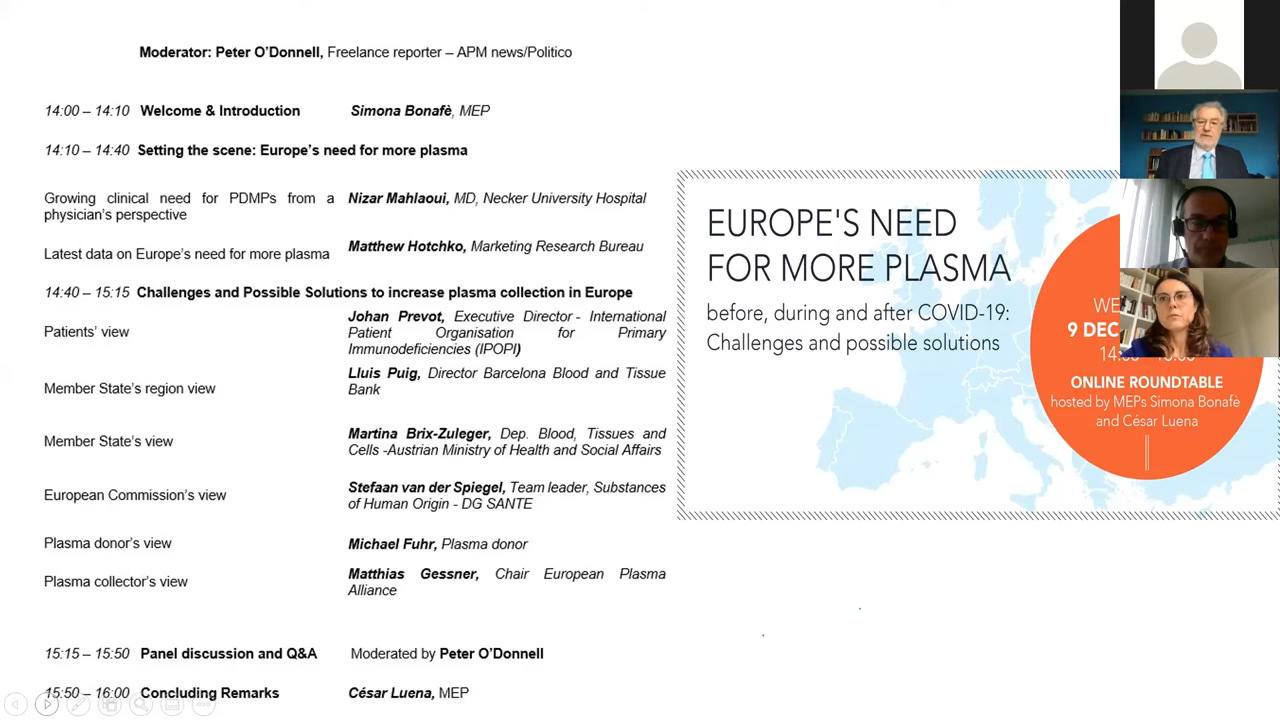 Moderator: Peter O'Donnell, Freelance reporter – APM news/Politico
14:00 – 14:10 Welcome & Introduction Simona Bonafè, MEP
14:10 – 14:40 Setting the scene: Europe's need for more plasma
Growing clinical need for PDMPs from a
physician's perspective
Nizar Mahlaoui, MD, Necker University Hospital
Latest data on Europe's need for more plasma
Matthew Hotchko, Marketing Research Bureau
14:40 – 15:15 Challenges and Possible Solutions to increase plasma collection in Europe
Patients' view
Johan Prevot, Executive Director - International
Patient Organisation for Primary
Immunodeficiencies (IPOPI)
Member State's region view
Lluis Puig, Director Barcelona Blood and Tissue
Bank
Member State's view
Martina Brix-Zuleger, Dep. Blood, Tissues and
Cells -Austrian Ministry of Health and Social Affairs
European Commission's view
Stefaan van der Spiegel, Team leader, Substances
of Human Origin - DG SANTE
Plasma donor's view
Michael Fuhr, Plasma donor
Plasma collector's view
Matthias Gessner, Chair European Plasma
Alliance
15:15 – 15:50 Panel discussion and Q&A Moderated by Peter O'Donnell
15:50 – 16:00 Concluding Remarks César Luena, MEP
EUROPE'S NEED
FOR MORE PLASMA
before, during and after COVID-19:
Challenges and possible solutions
WE
9 DEC
ONLINE ROUNDTABLE
hosted by MEPs Simona Bonafè
and César Luena